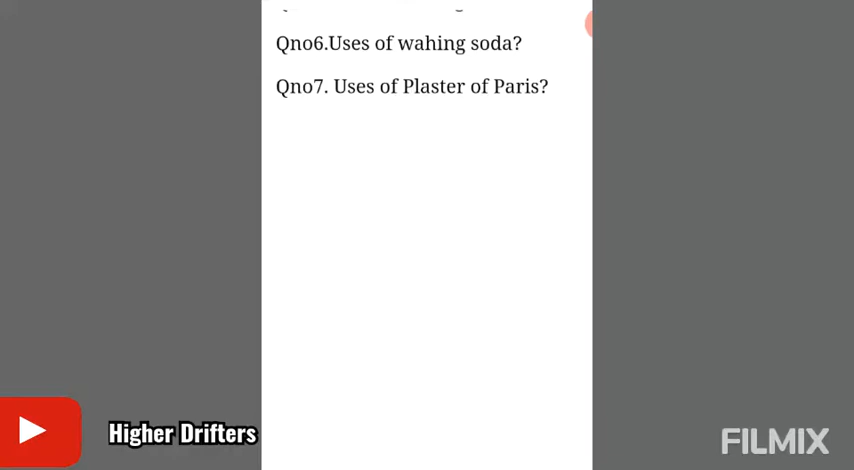 Qno6.Uses of wahing soda?
Qno7. Uses of Plaster of Paris?
Higher Drifters
FILMIX